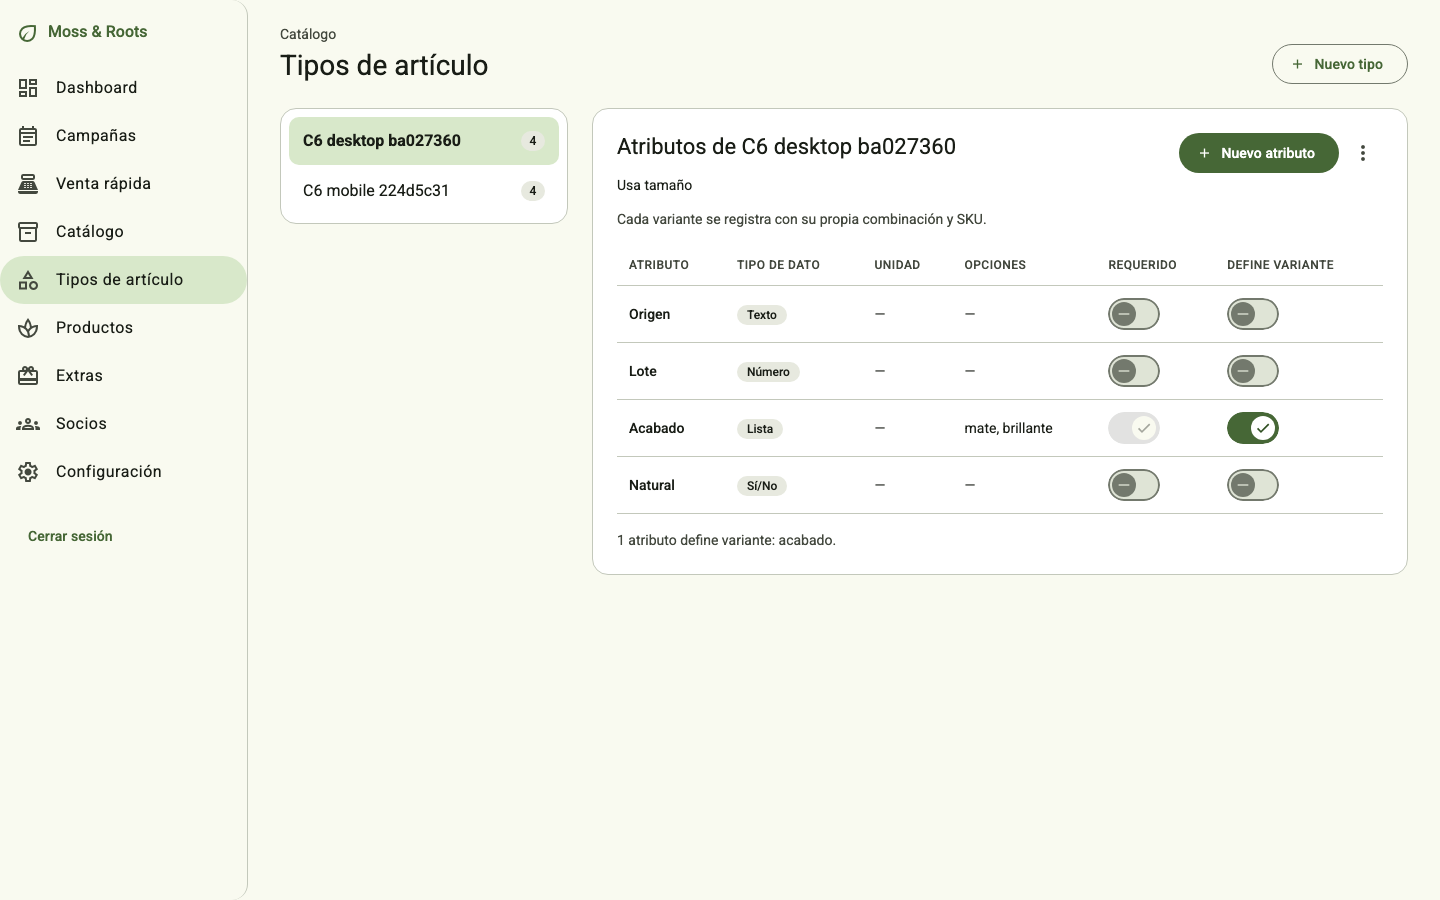 Moss & Roots
Dashboard
Campañas
Venta rápida
Catálogo
Tipos de artículo
Productos
Extras
Socios
Configuración
Cerrar sesión
Catálogo
Tipos de artículo
Nuevo tipo
C6 desktop ba027360 4
C6 mobile 224d5c31 4
Atributos de C6 desktop ba027360
Nuevo atributo
Usa tamaño
Cada variante se registra con su propia combinación y SKU.
ATRIBUTO TIPO DE DATO UNIDAD OPCIONES REQUERIDO DEFINE VARIANTE
Origen Texto — —
Lote Número — —
Acabado Lista — mate, brillante
Natural Sí/No — —
1 atributo define variante: acabado.